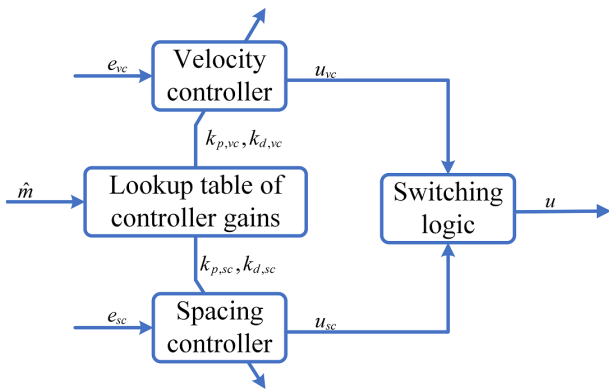 e_vc
Velocity
controller
u_vc
k_p,vc, k_d,vc
m̂
Lookup table of
controller gains
Switching
logic
u
k_p,sc, k_d,sc
e_sc
Spacing
controller
u_sc